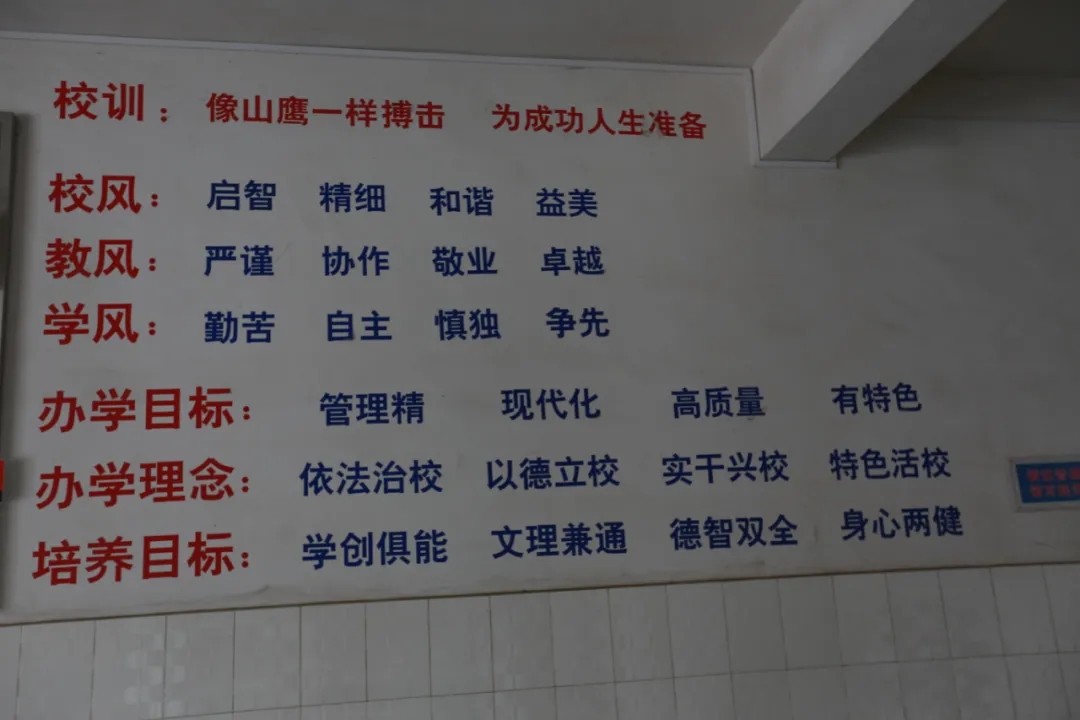 校训： 像山鹰一样搏击 为成功人生准备
校风： 启智 精细 和谐 益美
教风： 严谨 协作 敬业 卓越
学风： 勤苦 自主 慎独 争先
办学目标： 管理精 现代化 高质量 有特色
办学理念： 依法治校 以德立校 实干兴校 特色活校
培养目标： 学创俱能 文理兼通 德智双全 身心两健